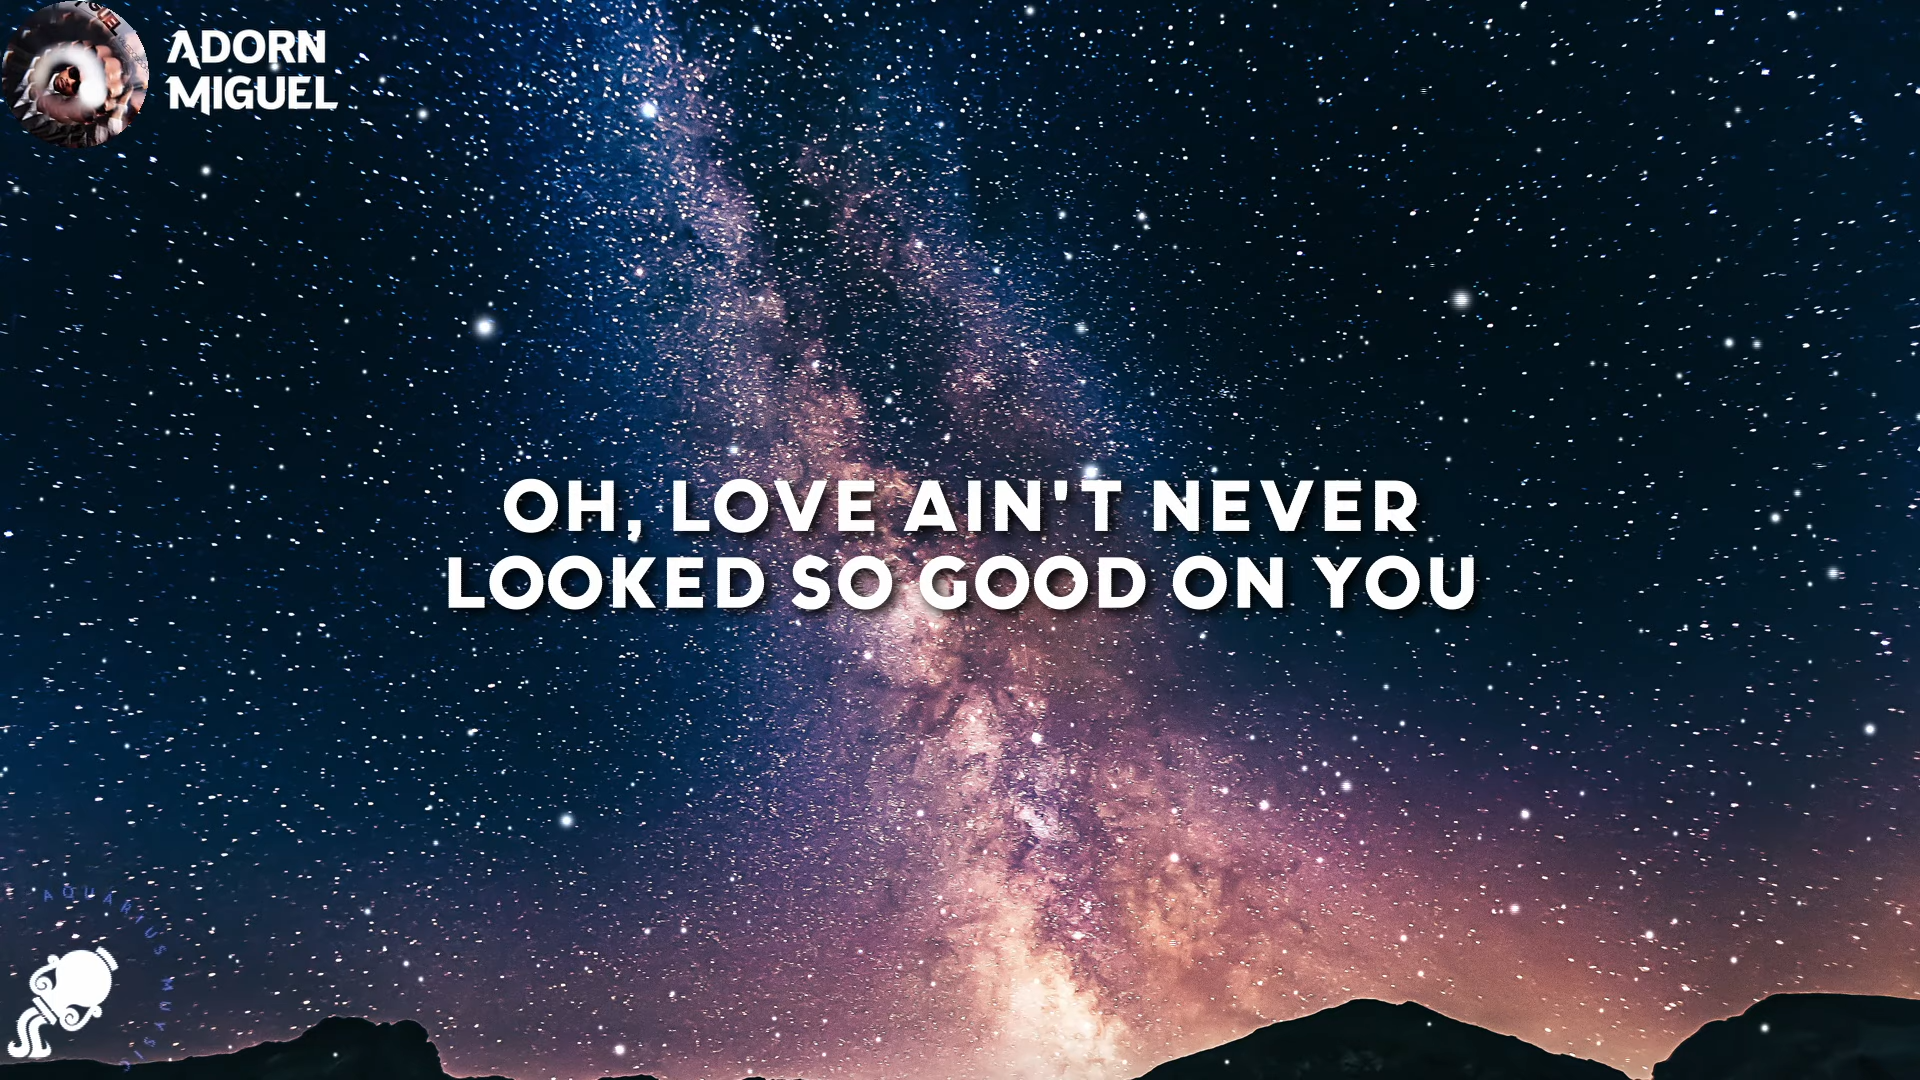 ADORN
MIGUEL
OH, LOVE AIN'T NEVER
LOOKED SO GOOD ON YOU
AQUARIUS